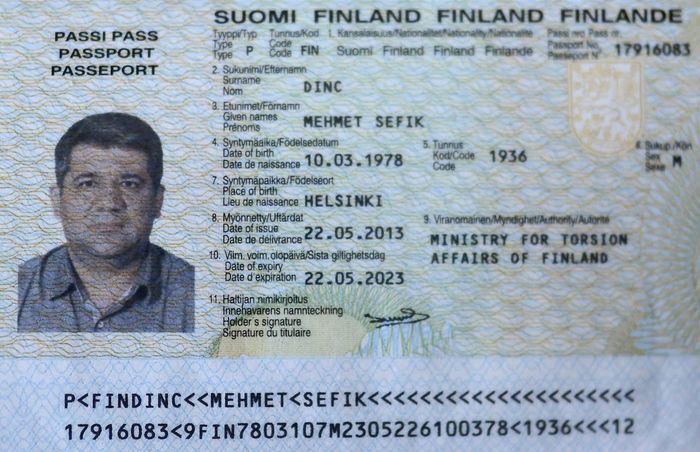 SUOMI FINLAND FINLAND FINLANDE
PASSI PASS
PASSPORT
PASSEPORT
Tyyppi/Typ Tunnus/Kod 1. Kansalaisuus/Nationalitet/Nationality/Nationalité Passi nro Pass nr.
Type P Code FIN Suomi Finland Finland Finlande Passport No. 17916083
Type Code Passeport No
2. Sukunimi/Efternamn
Surname DINC
Nom
3. Etunimet/Förnamn
Given names MEHMET SEFIK
Prénoms
4. Syntymäaika/Födelsedatum 5. Tunnus Sukup./Kön
Date of birth Kod/Code 1936 Sex M
Date de naissance 10.03.1978 Code Sexe
7. Syntymäpaikka/Födelseort
Place of birth
Lieu de naissance HELSINKI
8. Myönnetty/Utfärdat 9. Viranomainen/Myndighet/Authority/Autorité
Date of issue
Date de délivrance 22.05.2013 MINISTRY FOR TORSION
10. Viim. voim. olopäivä/Sista giltighetsdag AFFAIRS OF FINLAND
Date of expiry
Date d expiration 22.05.2023
11. Haltijan nimikirjoitus
Innehavarens namnteckning
Holder's signature
Signature du titulaire
P<FINDINC<<MEHMET<SEFIK<<<<<<<<<<<<<<<<<<<<<
17916083<9FIN7803107M2305226100378<1936<<<12